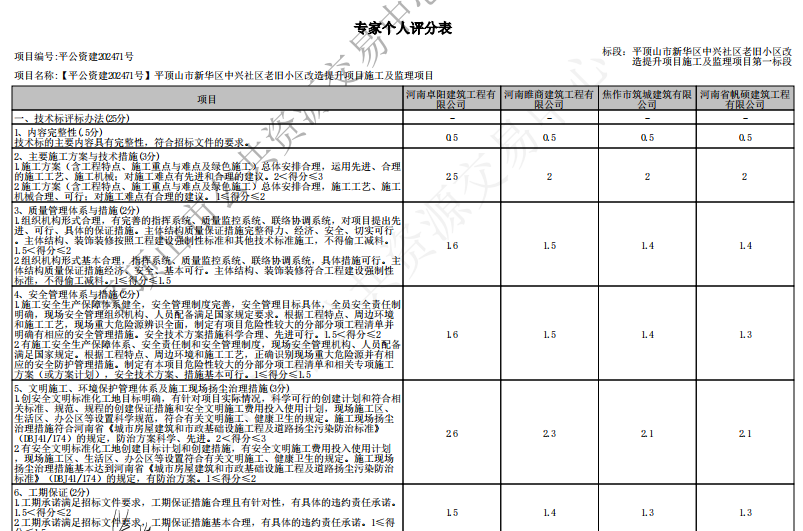 专家个人评分表
项目编号:平公资建202471号
标段：平顶山市新华区中兴社区老旧小区改
造提升项目施工及监理项目第一标段
项目名称:【平公资建202471号】平顶山市新华区中兴社区老旧小区改造提升项目施工及监理项目
项目 河南卓阳建筑工程有限公司 河南睢商建筑工程有限公司 焦作市筑城建筑有限公司 河南省帆硕建筑工程有限公司
一、技术标评标办法(25分) - - - -
1、内容完整性(.5分)
技术标的主要内容具有完整性，符合招标文件的要求。 0.5 0.5 0.5 0.5
2、主要施工方案与技术措施(3分)
1.施工方案（含工程特点、施工重点与难点及绿色施工）总体安排合理，运用先进、合理
的施工工艺、施工机械；对施工难点有先进和合理的建议。2<得分≤3
2.施工方案（含工程特点、施工重点与难点及绿色施工）总体安排合理，施工工艺、施工
机械合理、可行；对施工难点有合理的建议。 1≤得分≤2
2.5 2 2 2
3、质量管理体系与措施(2分)
1.组织机构形式合理，有完善的指挥系统、质量监控系统、联络协调系统，对项目提出先
进、可行、具体的保证措施。主体结构质量保证措施完整得力、经济、安全、切实可行
。主体结构、装饰装修按照工程建设强制性标准和其他技术标准施工，不得偷工减料。
1.5<得分≤2
2.组织机构形式基本合理，指挥系统、质量监控系统、联络协调系统，具体措施可行。主
体结构质量保证措施经济、安全、基本可行。主体结构、装饰装修符合工程建设强制性
标准，不得偷工减料。1≤得分≤1.5
1.6 1.5 1.4 1.4
4、安全管理体系与措施(2分)
1.施工安全生产保障体系健全，安全管理制度完善，安全管理目标具体，全员安全责任制
明确，现场安全管理组织机构、人员配备满足国家规定要求。根据工程特点、周边环境
和施工工艺，现场重大危险源辨识全面，制定有项目危险性较大的分部分项工程清单并
明确有相应的安全管理措施。安全技术方案措施科学合理、先进可行。1.5<得分≤2
2.有施工安全生产保障体系、安全责任制和安全管理制度，现场安全管理机构、人员配备
满足国家规定。根据工程特点、周边环境和施工工艺，正确识别现场重大危险源并有相
应的安全防护管理措施。制定有本项目危险性较大的分部分项工程清单和相关专项施工
方案（或方案计划），安全技术方案、措施基本可行。1≤得分≤1.5
1.6 1.5 1.4 1.3
5、文明施工、环境保护管理体系及施工现场扬尘治理措施(3分)
1.创安全文明标准化工地目标明确，有针对项目实际情况，科学可行的创建计划和符合相
关标准、规范、规程的创建保证措施和安全文明施工费用投入使用计划，现场施工区、
生活区、办公区等设置科学规范，符合有关文明施工、健康卫生的规定。施工现场扬尘
治理措施符合河南省《城市房屋建筑和市政基础设施工程及道路扬尘污染防治标准》
（DBJ41/174）的规定，防治方案科学、先进。2<得分≤3
2.有安全文明标准化工地创建目标计划和创建措施，有安全文明施工费用投入使用计划
，现场施工区、生活区、办公区等设置符合有关文明施工、健康卫生的规定。施工现场
扬尘治理措施基本达到河南省《城市房屋建筑和市政基础设施工程及道路扬尘污染防治
标准》（DBJ41/174）的规定，有防治方案。1≤得分≤2
2.6 2.3 2.1 2.1
6、工期保证(2分)
1.工期承诺满足招标文件要求，工期保证措施合理且有针对性，有具体的违约责任承诺。
1.5<得分≤2
2.工期承诺满足招标文件要求，工期保证措施基本合理，有具体的违约责任承诺。1≤得
1.5 1.4 1.3 1.3